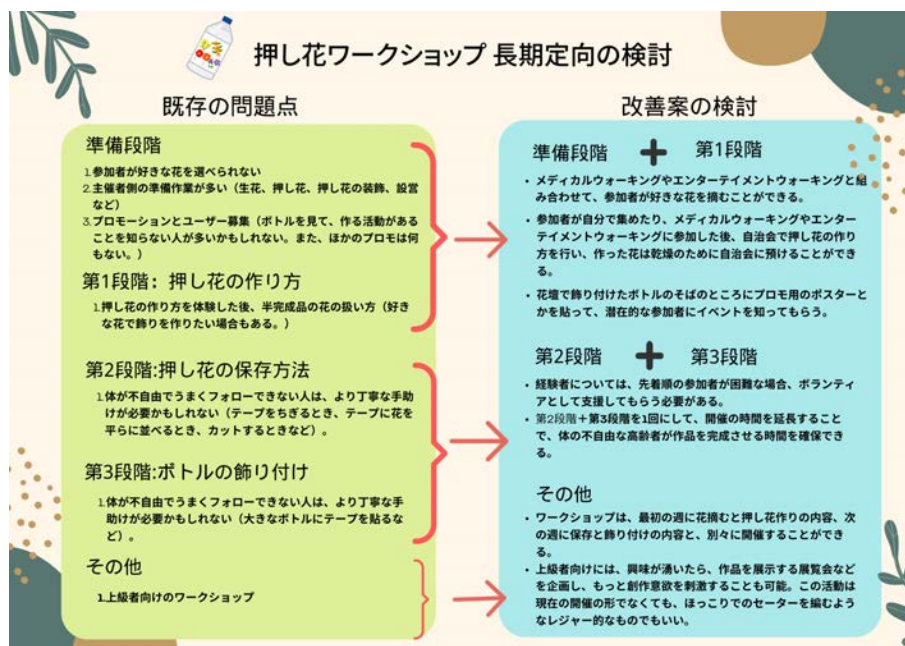 押し花ワークショップ 長期定向の検討
既存の問題点
準備段階
1.参加者が好きな花を選べられない
2.主催者側の準備作業が多い（生花、押し花、押し花の装飾、設営
など）
3.プロモーションとユーザー募集（ボトルを見て、作る活動がある
ことを知らない人が多いかもしれない。また、ほかのプロモは何
もない。）
第1段階：押し花の作り方
1.押し花の作り方を体験した後、半完成品の花の扱い方（好き
な花で飾りを作りたい場合もある。）
第2段階:押し花の保存方法
1.体が不自由でうまくフォローできない人は、より丁寧な手助
けが必要かもしれない（テープをちぎるとき、テープに花を
平らに並べるとき、カットするときなど）。
第3段階:ボトルの飾り付け
1.体が不自由でうまくフォローできない人は、より丁寧な手
助けが必要かもしれない（大きなボトルにテープを貼るな
ど）。
その他
1.上級者向けのワークショップ
改善案の検討
準備段階 + 第1段階
• メディカルウォーキングやエンターテイメントウォーキングと組
み合わせて、参加者が好きな花を摘むことができる。
• 参加者が自分で集めたり、メディカルウォーキングやエンター
テイメントウォーキングに参加した後、自治会で押し花の作り
方を行い、作った花は乾燥のために自治会に預けることができ
る。
• 花壇で飾り付けたボトルのそばのところにプロモ用のポスターと
かを貼って、潜在的な参加者にイベントを知ってもらう。
第2段階 + 第3段階
• 経験者については、先着順の参加が困難な場合、ボランティ
アとして支援してもらう必要がある。
• 第2段階＋第3段階を1回にして、開催の時間を延長すること
で、体の不自由な高齢者が作品を完成させる時間を確保でき
る。
その他
• ワークショップは、最初の週に花摘むと押し花作りの内容、次
の週に保存と飾り付けの内容と、別々に開催することができ
る。
• 上級者向けには、興味が湧いたら、作品を展示する展覧会など
を企画し、もっと創作意欲を刺激することも可能。この活動は
現在の開催の形でなくても、ほっこりでのセーターを編むよう
なレジャー的なものでもいい。